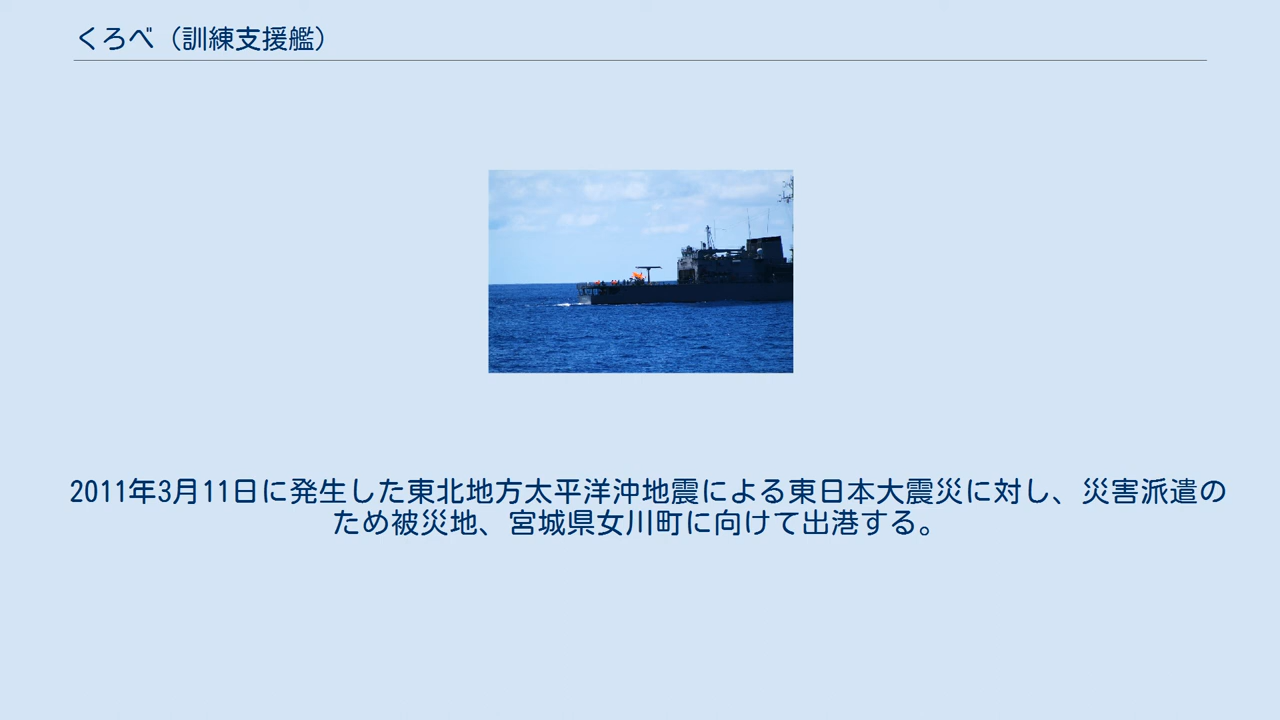 くろべ（訓練支援艦）
2011年3月11日に発生した東北地方太平洋沖地震による東日本大震災に対し、災害派遣の
ため被災地、宮城県女川町に向けて出港する。